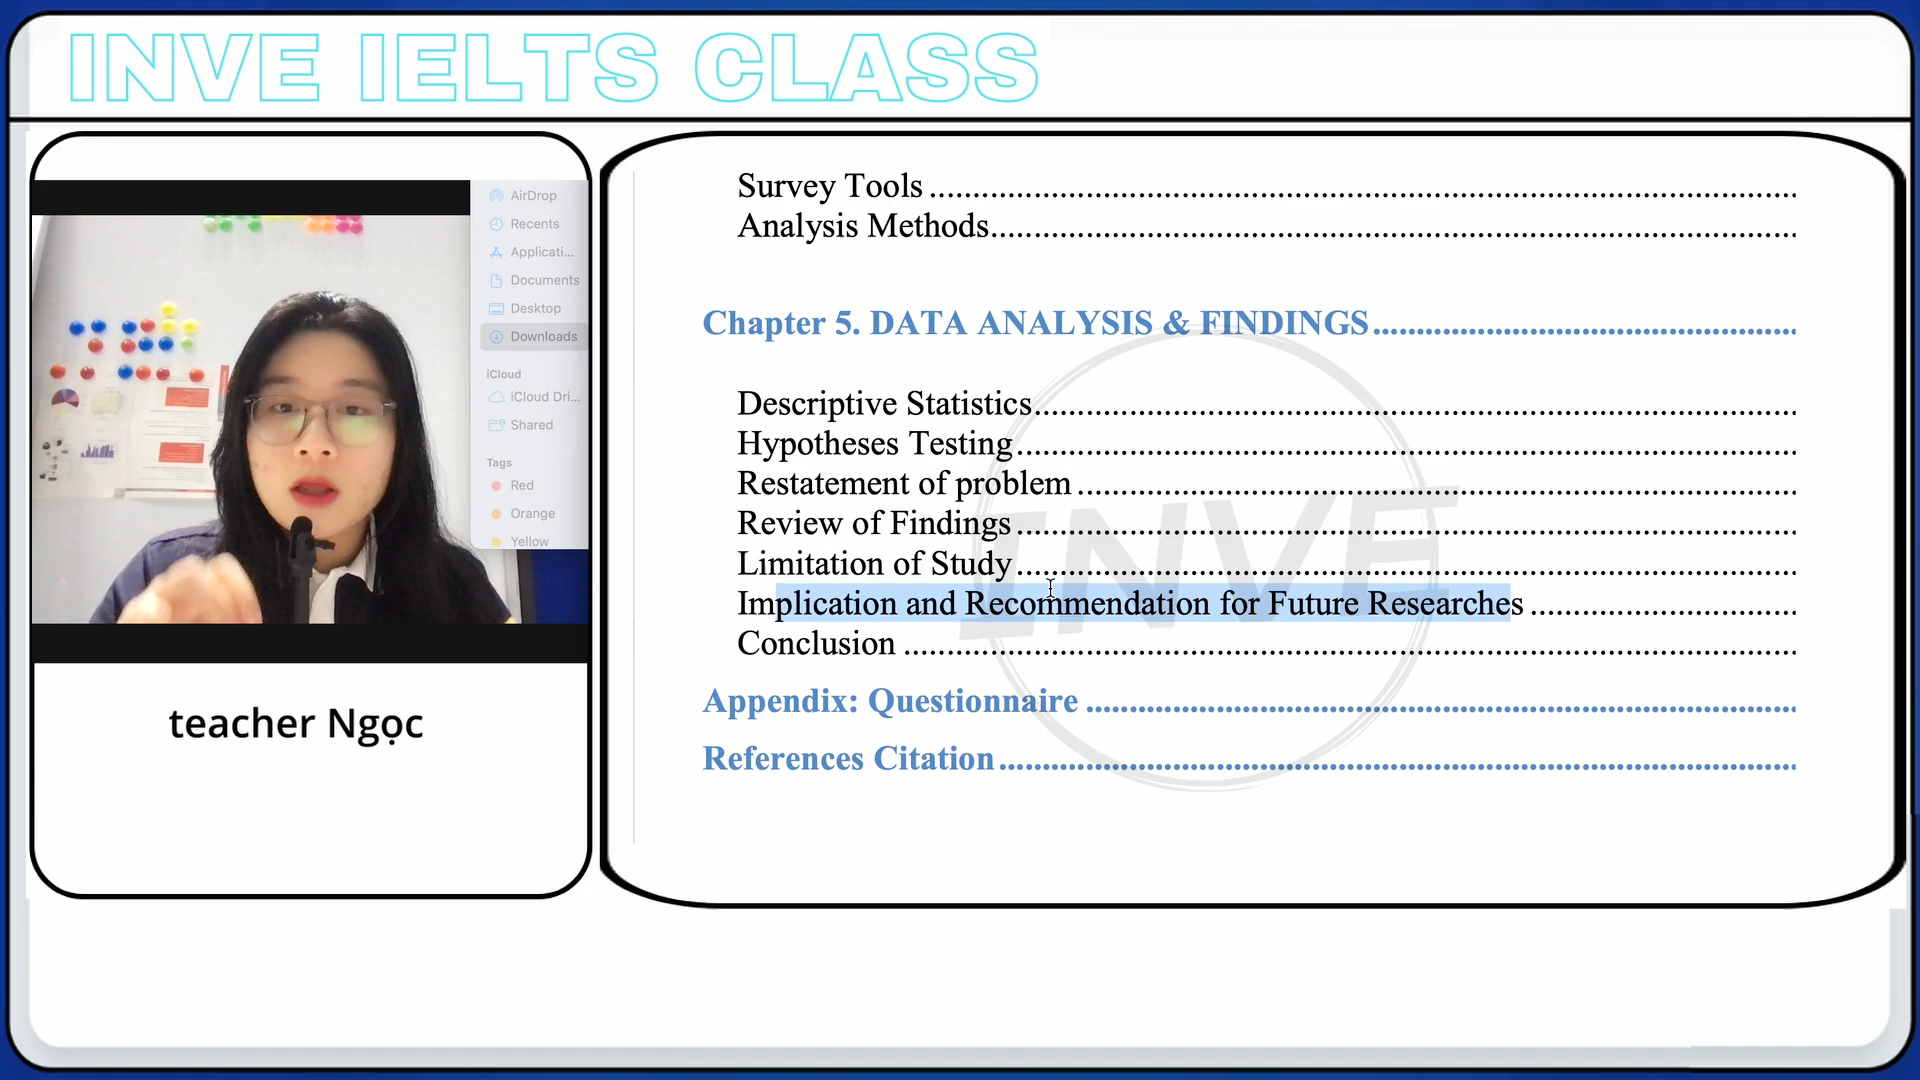 INVE IELTS CLASS
AirDrop
Recents
Applicati...
Documents
Desktop
Downloads
iCloud
iCloud Dri...
Shared
Tags
Red
Orange
Yellow
teacher Ngọc
Survey Tools
Analysis Methods
Chapter 5. DATA ANALYSIS & FINDINGS
Descriptive Statistics
Hypotheses Testing
Restatement of problem
Review of Findings
Limitation of Study
Implication and Recommendation for Future Researches
Conclusion
Appendix: Questionnaire
References Citation
INVE